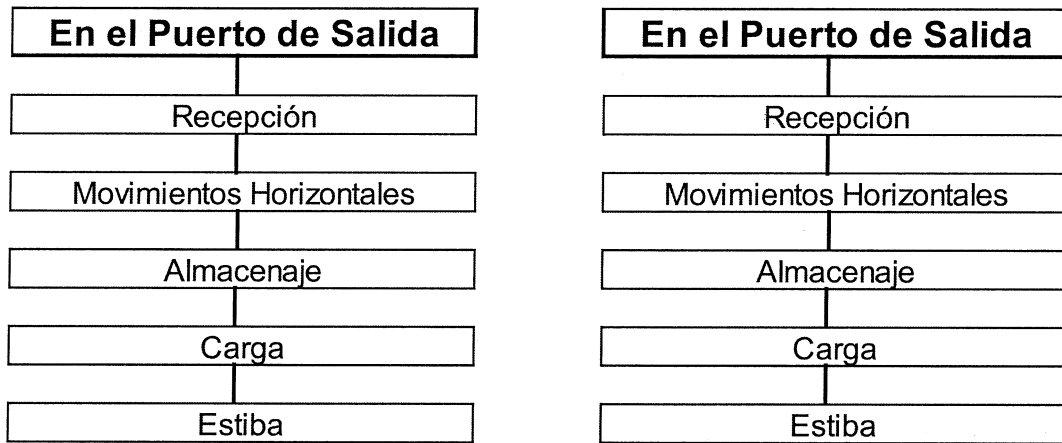 En el Puerto de Salida
Recepción
Movimientos Horizontales
Almacenaje
Carga
Estiba
En el Puerto de Salida
Recepción
Movimientos Horizontales
Almacenaje
Carga
Estiba